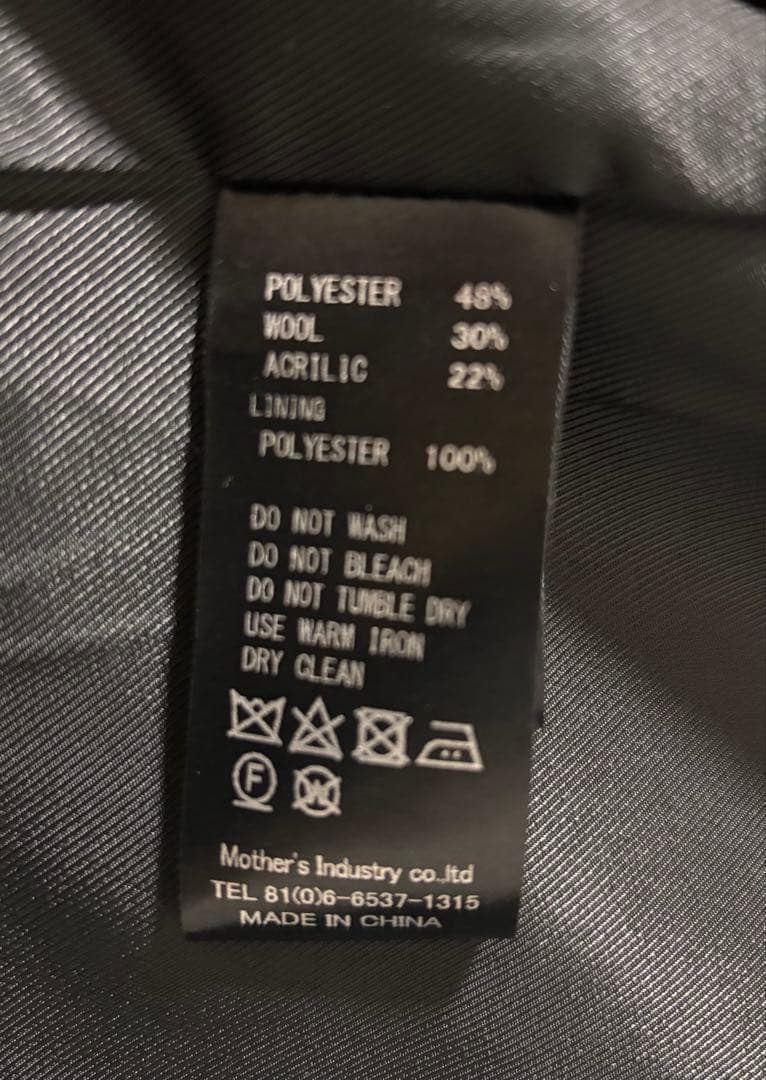 POLYESTER 48%
WOOL 30%
ACRILIC 22%
LINING
POLYESTER 100%
DO NOT WASH
DO NOT BLEACH
DO NOT TUMBLE DRY
USE WARM IRON
DRY CLEAN
F W
Mother's Industry co.,ltd
TEL 81(0)6-6537-1315
MADE IN CHINA